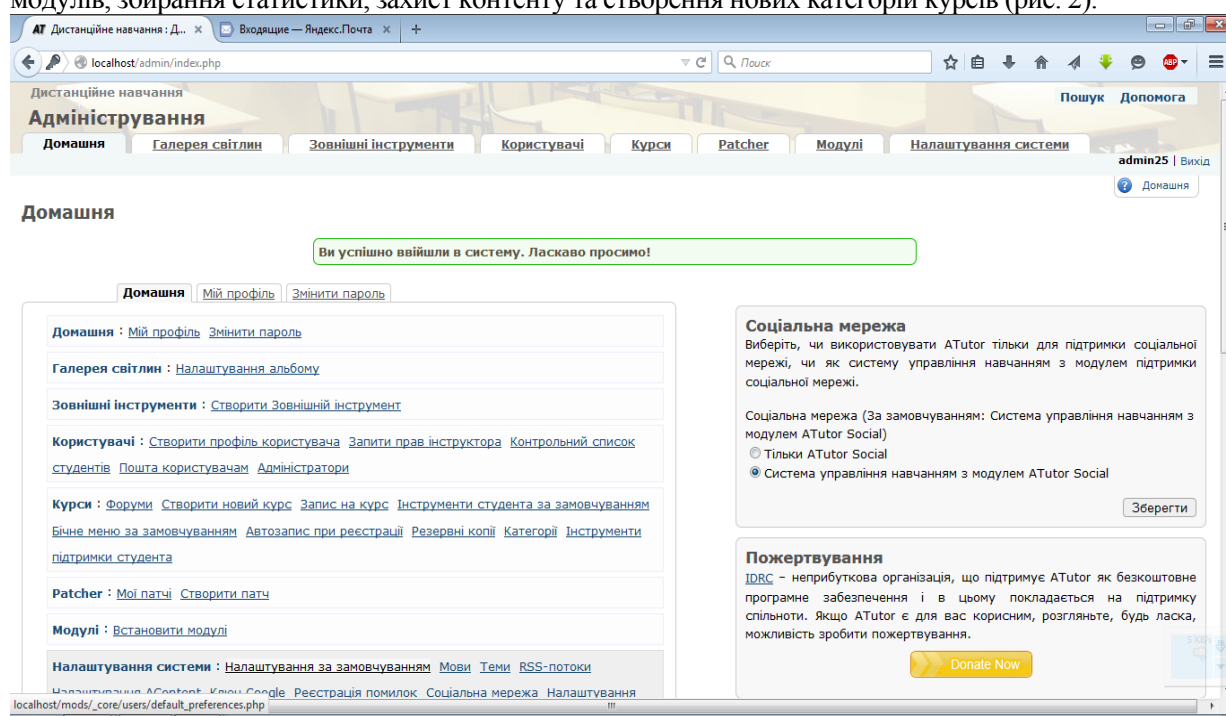 модулів, збирання статистики, захист контенту та створення нових категорій курсів (рис. 2).
Дистанційне навчання : Д... × Входящие — Яндекс.Почта × +
localhost/admin/index.php Поиск
Дистанційне навчання
Пошук Допомога
Адміністрування
Домашня Галерея світлин Зовнішні інструменти Користувачі Курси Patcher Модулі Налаштування системи
admin25 | Вихід
Домашня
Домашня
Ви успішно ввійшли в систему. Ласкаво просимо!
Домашня Мій профіль Змінити пароль
Домашня : Мій профіль Змінити пароль
Галерея світлин : Налаштування альбому
Зовнішні інструменти : Створити Зовнішній інструмент
Користувачі : Створити профіль користувача Запити прав інструктора Контрольний список
студентів Пошта користувачам Адміністратори
Курси : Форуми Створити новий курс Запис на курс Інструменти студента за замовчуванням
Бічне меню за замовчуванням Автозапис при реєстрації Резервні копії Категорії Інструменти
підтримки студента
Patcher : Мої патчі Створити патч
Модулі : Встановити модулі
Налаштування системи : Налаштування за замовчуванням Мови Теми RSS-потоки
Налаштування AContent Ключ Google Реєстрація помилок Соціальна мережа Налаштування
Соціальна мережа
Виберіть, чи використовувати ATutor тільки для підтримки соціальної
мережі, чи як систему управління навчанням з модулем підтримки
соціальної мережі.
Соціальна мережа (За замовчуванням: Система управління навчанням з
модулем ATutor Social)
Тільки ATutor Social
Система управління навчанням з модулем ATutor Social
Зберегти
Пожертвування
IDRC – неприбуткова організація, що підтримує ATutor як безкоштовне
програмне забезпечення і в цьому покладається на підтримку
спільноти. Якщо ATutor є для вас корисним, розгляньте, будь ласка,
можливість зробити пожертвування.
Donate Now
localhost/mods/_core/users/default_preferences.php